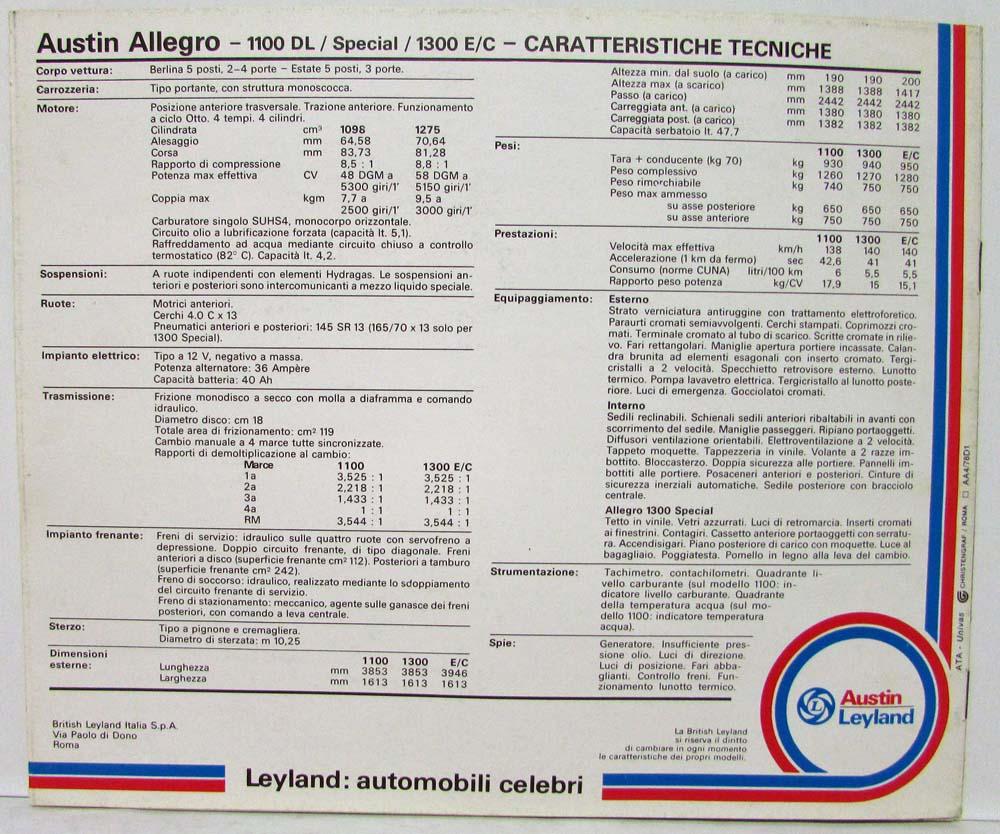 Austin Allegro – 1100 DL / Special / 1300 E/C – CARATTERISTICHE TECNICHE
Corpo vettura: Berlina 5 posti, 2–4 porte – Estate 5 posti, 3 porte.
Carrozzeria: Tipo portante, con struttura monoscocca.
Motore: Posizione anteriore trasversale. Trazione anteriore. Funzionamento
a ciclo Otto. 4 tempi. 4 cilindri.
Cilindrata cm³ 1098 1275
Alesaggio mm 64,58 70,64
Corsa mm 83,73 81,28
Rapporto di compressione 8,5 : 1 8,8 : 1
Potenza max effettiva CV 48 DGM a 58 DGM a
5300 giri/1' 5150 giri/1'
Coppia max kgm 7,7 a 9,5 a
2500 giri/1' 3000 giri/1'
Carburatore singolo SUHS4, monocorpo orizzontale.
Circuito olio a lubrificazione forzata (capacità lt. 5,1).
Raffreddamento ad acqua mediante circuito chiuso a controllo
termostatico (82° C). Capacità lt. 4,2.
Sospensioni: A ruote indipendenti con elementi Hydragas. Le sospensioni an-
teriori e posteriori sono intercomunicanti a mezzo liquido speciale.
Ruote: Motrici anteriori.
Cerchi 4.0 C x 13
Pneumatici anteriori e posteriori: 145 SR 13 (165/70 x 13 solo per
1300 Special).
Impianto elettrico: Tipo a 12 V, negativo a massa.
Potenza alternatore: 36 Ampère
Capacità batteria: 40 Ah
Trasmissione: Frizione monodisco a secco con molla a diaframma e comando
idraulico.
Diametro disco: cm 18
Totale area di frizionamento: cm² 119
Cambio manuale a 4 marce tutte sincronizzate.
Rapporti di demoltiplicazione al cambio:
Marce 1100 1300 E/C
1a 3,525 : 1 3,525 : 1
2a 2,218 : 1 2,218 : 1
3a 1,433 : 1 1,433 : 1
4a 1 : 1 1 : 1
RM 3,544 : 1 3,544 : 1
Impianto frenante: Freni di servizio: idraulico sulle quattro ruote con servofreno a
depressione. Doppio circuito frenante, di tipo diagonale. Freni
anteriori a disco (superficie frenante cm² 112). Posteriori a tamburo
(superficie frenante cm² 242).
Freno di soccorso: idraulico, realizzato mediante lo sdoppiamento
del circuito frenante di servizio.
Freno di stazionamento: meccanico, agente sulle ganasce dei freni
posteriori, con comando a leva centrale.
Sterzo: Tipo a pignone e cremagliera.
Diametro di sterzata: m 10,25
Dimensioni
esterne:
1100 1300 E/C
Lunghezza mm 3853 3853 3946
Larghezza mm 1613 1613 1613
Altezza min. dal suolo (a carico) mm 190 190 200
Altezza max (a scarico) mm 1388 1388 1417
Passo (a carico) mm 2442 2442 2442
Carreggiata ant. (a carico) mm 1380 1380 1380
Carreggiata post. (a carico) mm 1382 1382 1382
Capacità serbatoio lt. 47,7
Pesi:
1100 1300 E/C
Tara + conducente (kg 70) kg 930 940 950
Peso complessivo kg 1260 1270 1280
Peso rimorchiabile kg 740 750 750
Peso max ammesso
su asse posteriore kg 650 650 650
su asse anteriore kg 750 750 750
Prestazioni:
1100 1300 E/C
Velocità max effettiva km/h 138 140 140
Accelerazione (1 km da fermo) sec 42,6 41 41
Consumo (norme CUNA) litri/100 km 6 5,5 5,5
Rapporto peso potenza kg/CV 17,9 15 15,1
Equipaggiamento: Esterno
Strato verniciatura antiruggine con trattamento elettroforetico.
Paraurti cromati semiavvolgenti. Cerchi stampati. Coprimozzi cro-
mati. Terminale cromato al tubo di scarico. Scritte cromate in rilie-
vo. Fari rettangolari. Maniglie apertura portiere incassate. Calan-
dra brunita ad elementi esagonali con inserto cromato. Tergi-
cristalli a 2 velocità. Specchietto retrovisore esterno. Lunotto
termico. Pompa lavavetro elettrica. Tergicristallo al lunotto poste-
riore. Luci di emergenza. Gocciolatoi cromati.
Interno
Sedili reclinabili. Schienali sedili anteriori ribaltabili in avanti con
scorrimento del sedile. Maniglie passeggeri. Ripiano portaoggetti.
Diffusori ventilazione orientabili. Elettroventilazione a 2 velocità.
Tappeto moquette. Tappezzeria in vinile. Volante a 2 razze im-
bottito. Bloccasterzo. Doppia sicurezza alle portiere. Pannelli im-
bottiti alle portiere. Posaceneri anteriori e posteriori. Cinture di
sicurezza inerziali automatiche. Sedile posteriore con bracciolo
centrale.
Allegro 1300 Special
Tetto in vinile. Vetri azzurrati. Luci di retromarcia. Inserti cromati
ai finestrini. Contagiri. Cassetto anteriore portaoggetti con serratu-
ra. Accendisigari. Piano posteriore di carico con moquette. Luce al
bagagliaio. Poggiatesta. Pomello in legno alla leva del cambio.
Strumentazione: Tachimetro. contachilometri. Quadrante li-
vello carburante (sul modello 1100: in-
dicatore livello carburante. Quadrante
della temperatura acqua (sul mo-
dello 1100: indicatore temperatura
acqua).
Spie: Generatore. Insufficiente pres-
sione olio. Luci di direzione.
Luci di posizione. Fari abba-
glianti. Controllo freni. Fun-
zionamento lunotto termico.
British Leyland Italia S.p.A.
Via Paolo di Dono
Roma
La British Leyland
si riserva il diritto
di cambiare in ogni momento
le caratteristiche dei propri modelli.
L
Austin
Leyland
Leyland: automobili celebri
ATA - Univas CHRISTENGRAF / ROMA □ AA4/78D1